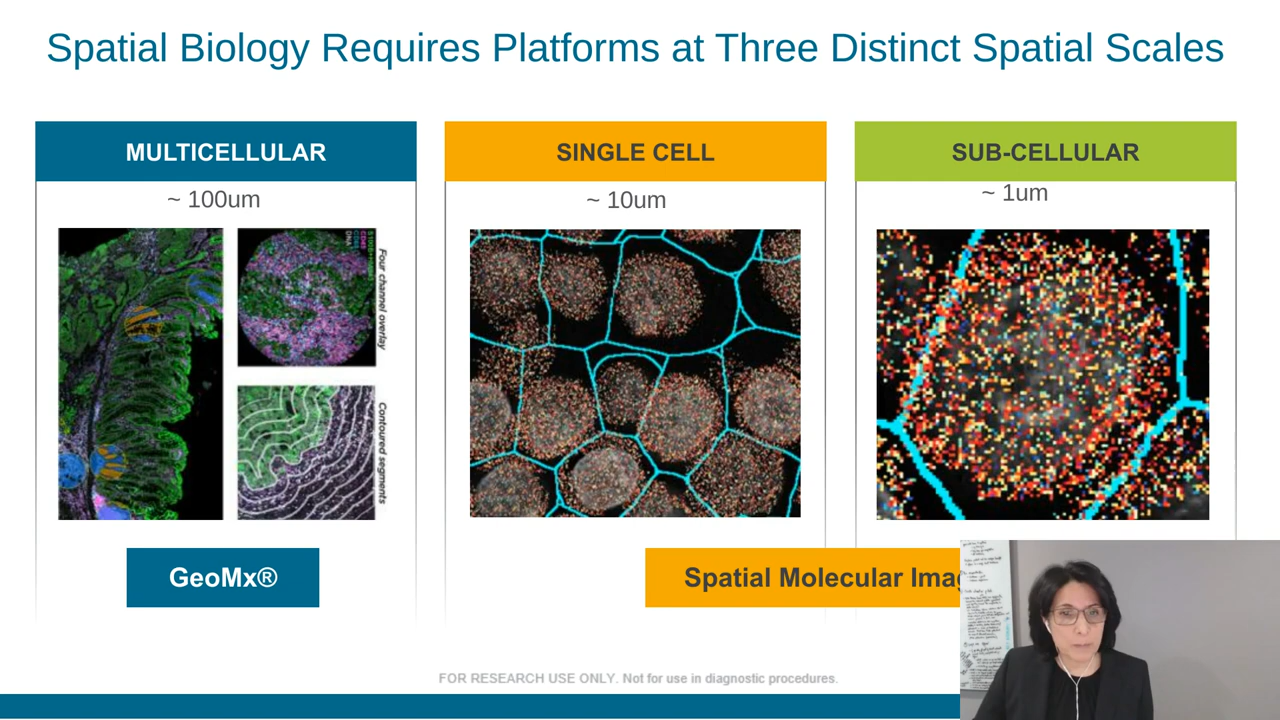 Spatial Biology Requires Platforms at Three Distinct Spatial Scales
MULTICELLULAR
~ 100um
Four channel overlay
Contoured segments
GeoMx®
SINGLE CELL
~ 10um
SUB-CELLULAR
~ 1um
Spatial Molecular
FOR RESEARCH USE ONLY. Not for use in diagnostic procedures.